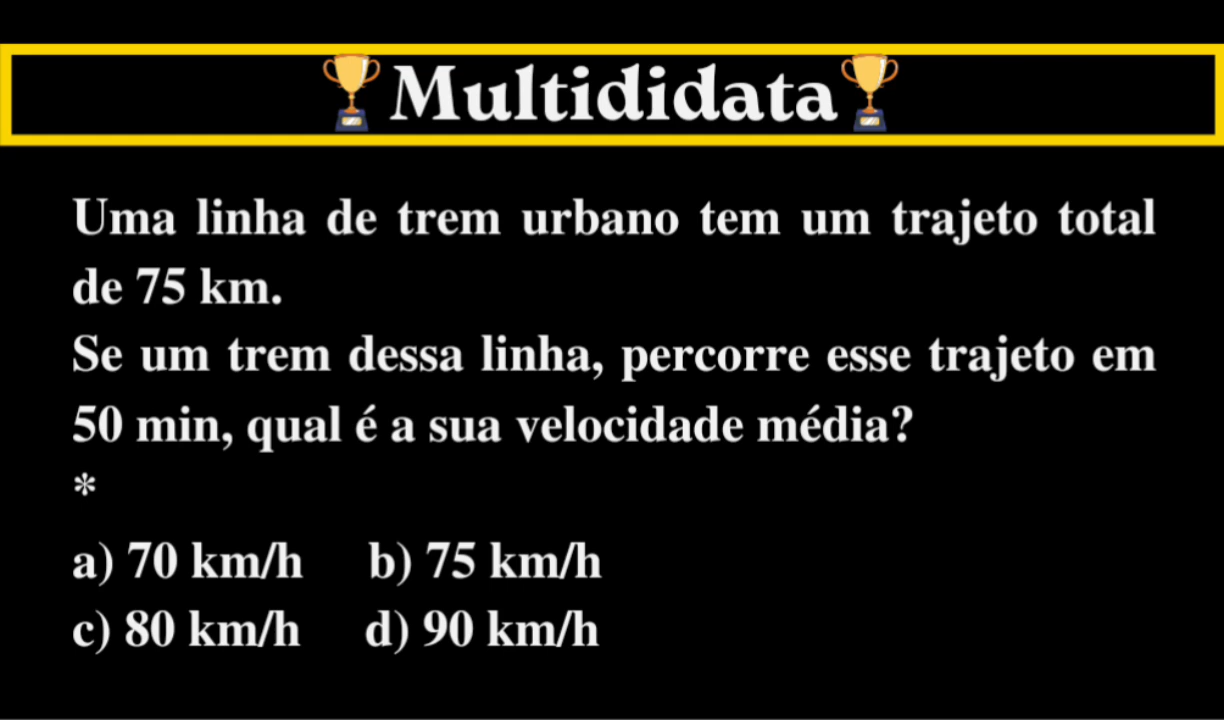 Multididata
Uma linha de trem urbano tem um trajeto total
de 75 km.
Se um trem dessa linha, percorre esse trajeto em
50 min, qual é a sua velocidade média?
*
a) 70 km/h b) 75 km/h
c) 80 km/h d) 90 km/h